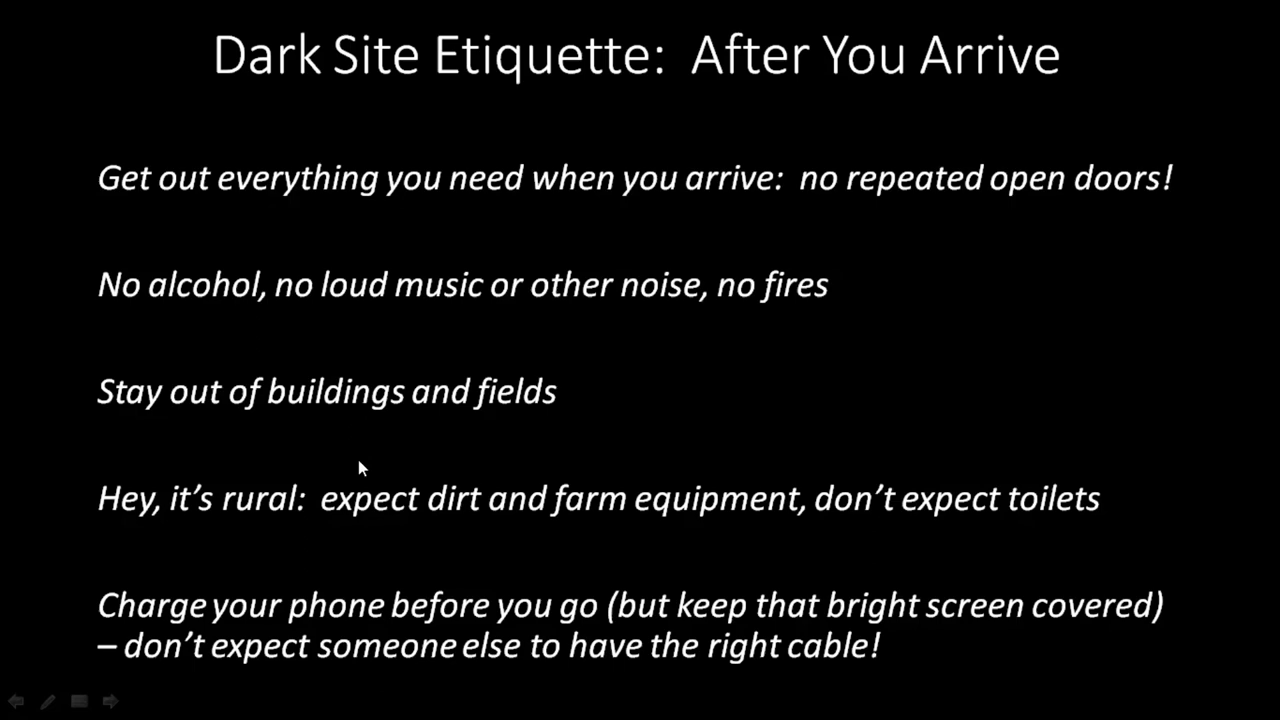 Dark Site Etiquette:  After You Arrive
Get out everything you need when you arrive:  no repeated open doors!
No alcohol, no loud music or other noise, no fires
Stay out of buildings and fields
Hey, it’s rural:  expect dirt and farm equipment, don’t expect toilets
Charge your phone before you go (but keep that bright screen covered)
– don’t expect someone else to have the right cable!